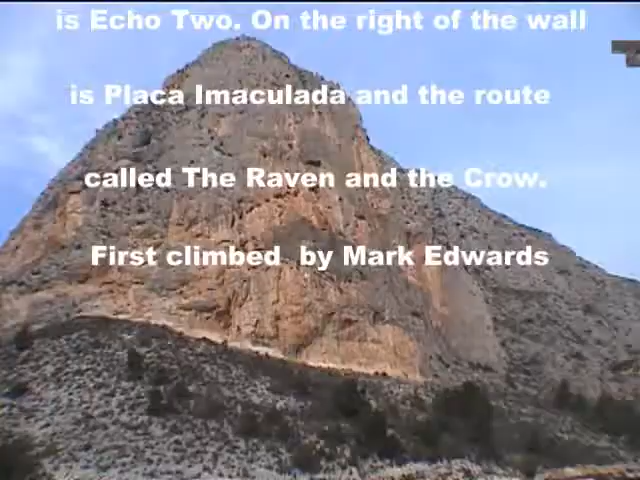 is Echo Two. On the right of the wall
is Placa Imaculada and the route
called The Raven and the Crow.
First climbed  by Mark Edwards